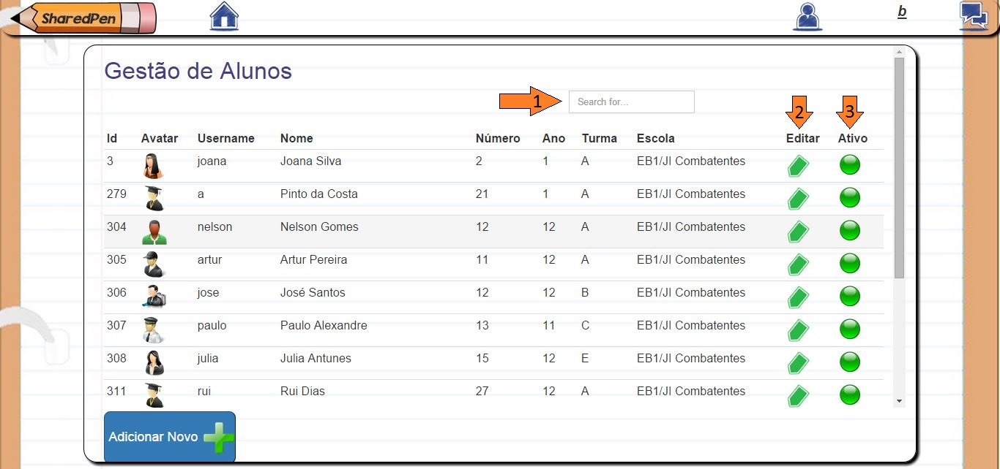 SharedPen
b
Gestão de Alunos
1 Search for... 2 3
Id Avatar Username Nome Número Ano Turma Escola Editar Ativo
3 joana Joana Silva 2 1 A EB1/JI Combatentes
279 a Pinto da Costa 21 1 A EB1/JI Combatentes
304 nelson Nelson Gomes 12 12 A EB1/JI Combatentes
305 artur Artur Pereira 11 12 A EB1/JI Combatentes
306 jose José Santos 12 12 B EB1/JI Combatentes
307 paulo Paulo Alexandre 13 11 C EB1/JI Combatentes
308 julia Julia Antunes 15 12 E EB1/JI Combatentes
311 rui Rui Dias 27 12 A EB1/JI Combatentes
Adicionar Novo